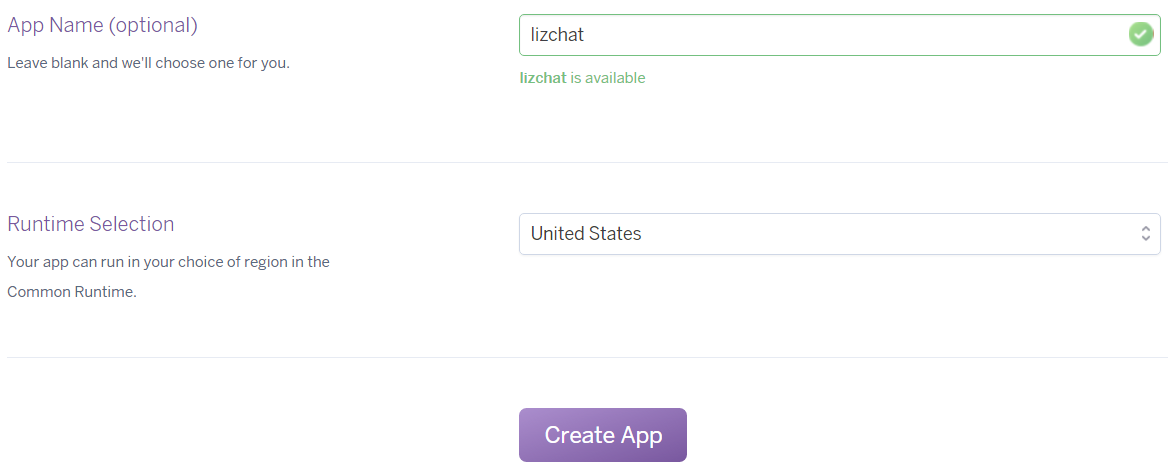 App Name (optional)
lizchat
Leave blank and we'll choose one for you.
lizchat is available
Runtime Selection
United States
Your app can run in your choice of region in the
Common Runtime.
Create App